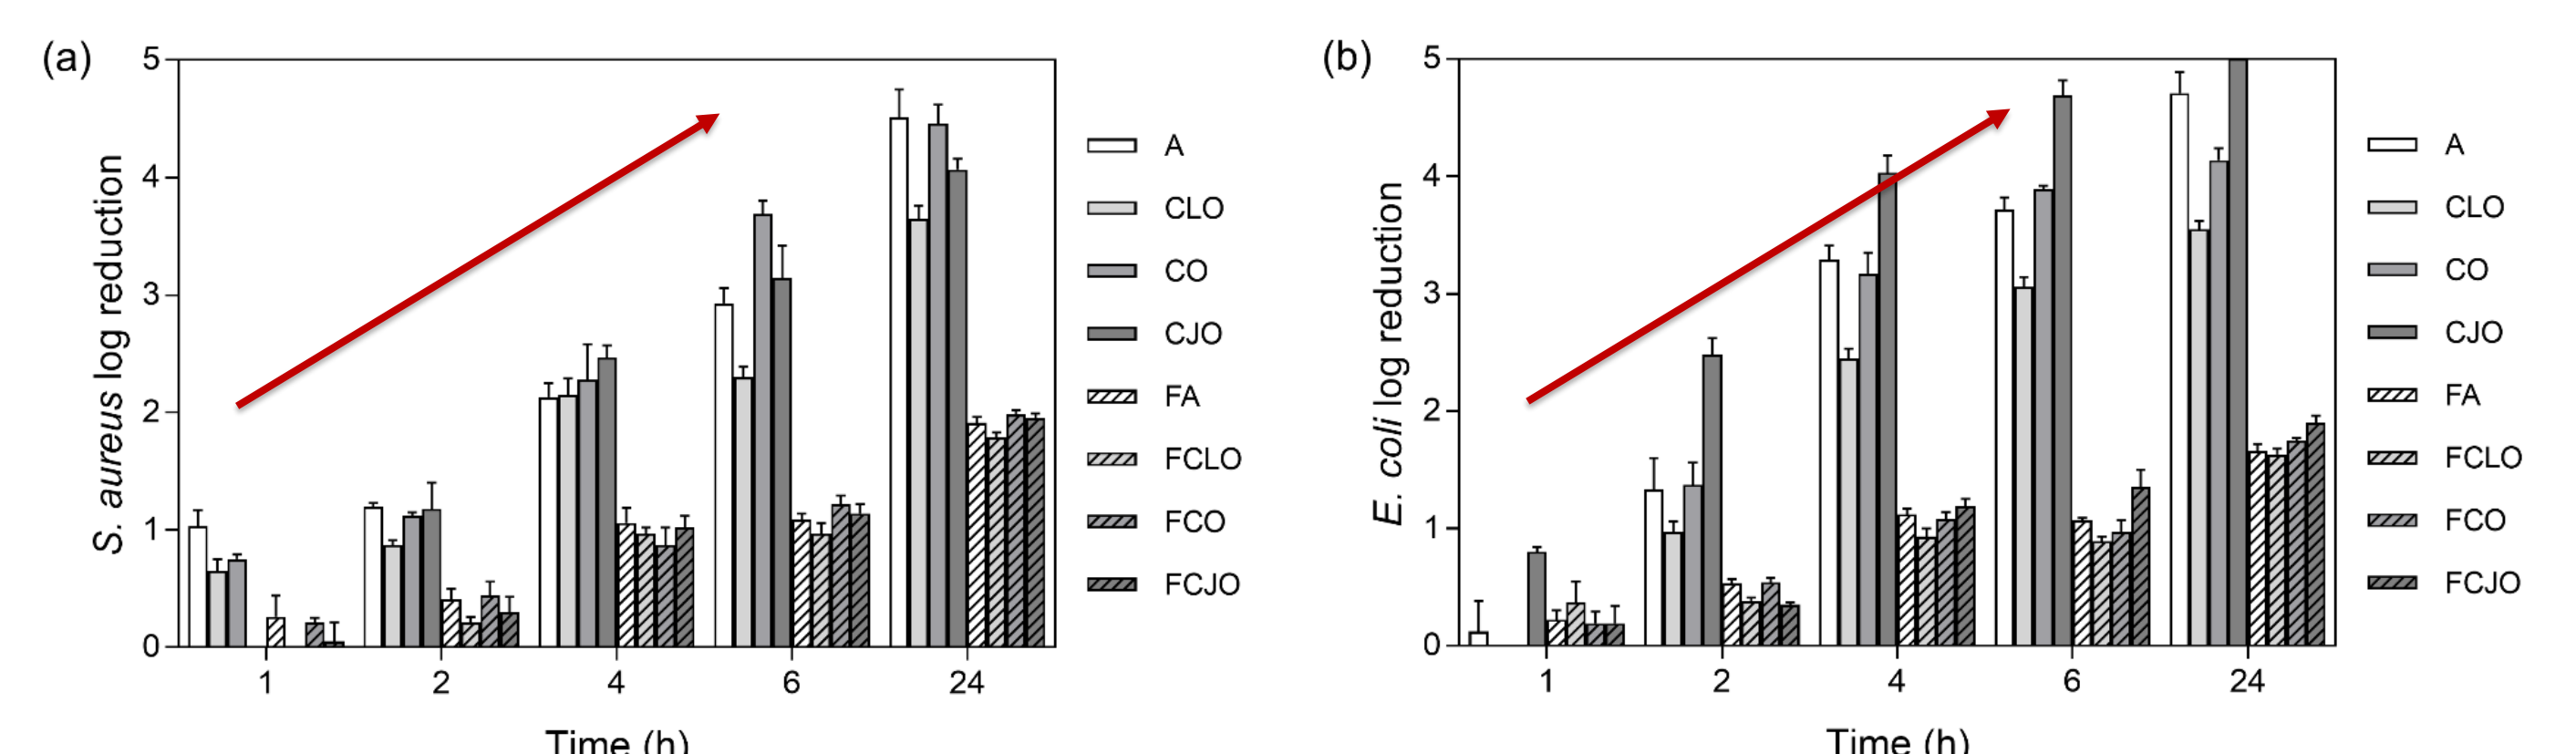 (a)
S. aureus log reduction
5
4
3
2
1
0
1 2 4 6 24
Time (h)
A
CLO
CO
CJO
FA
FCLO
FCO
FCJO
(b)
E. coli log reduction
5
4
3
2
1
0
1 2 4 6 24
Time (h)
A
CLO
CO
CJO
FA
FCLO
FCO
FCJO